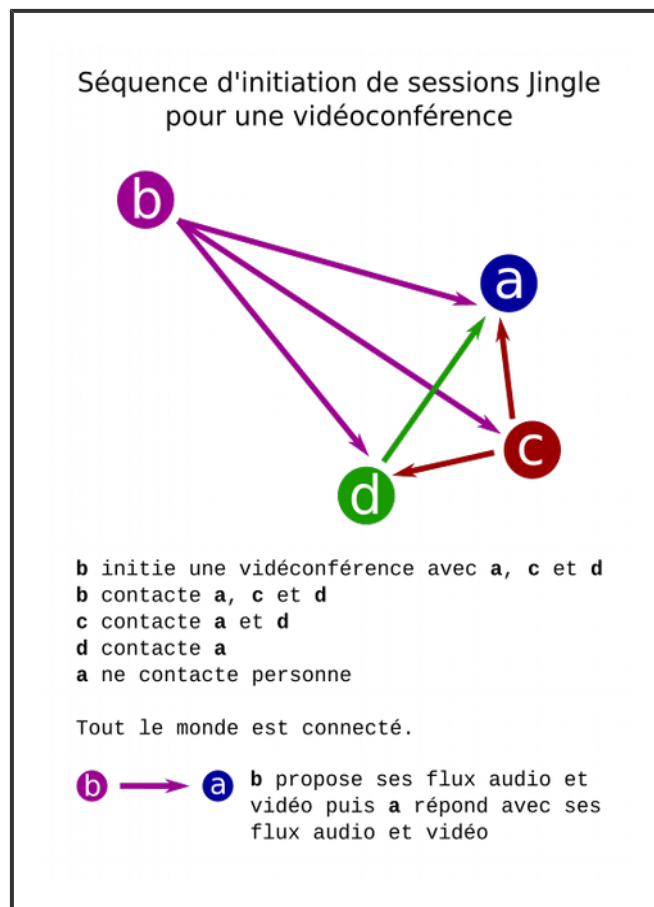 Séquence d'initiation de sessions Jingle
pour une vidéoconférence
b
a
c
d
b initie une vidéconférence avec a, c et d
b contacte a, c et d
c contacte a et d
d contacte a
a ne contacte personne
Tout le monde est connecté.
b
a
b propose ses flux audio et
vidéo puis a répond avec ses
flux audio et vidéo